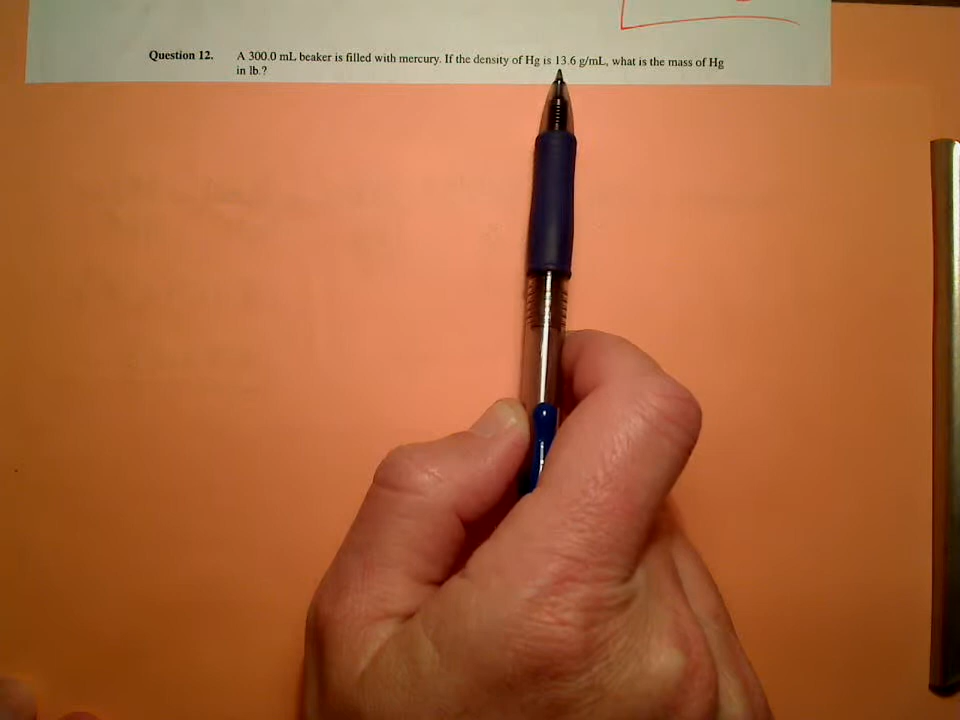 Question 12. A 300.0 mL beaker is filled with mercury. If the density of Hg is 13.6 g/mL, what is the mass of Hg
in lb.?